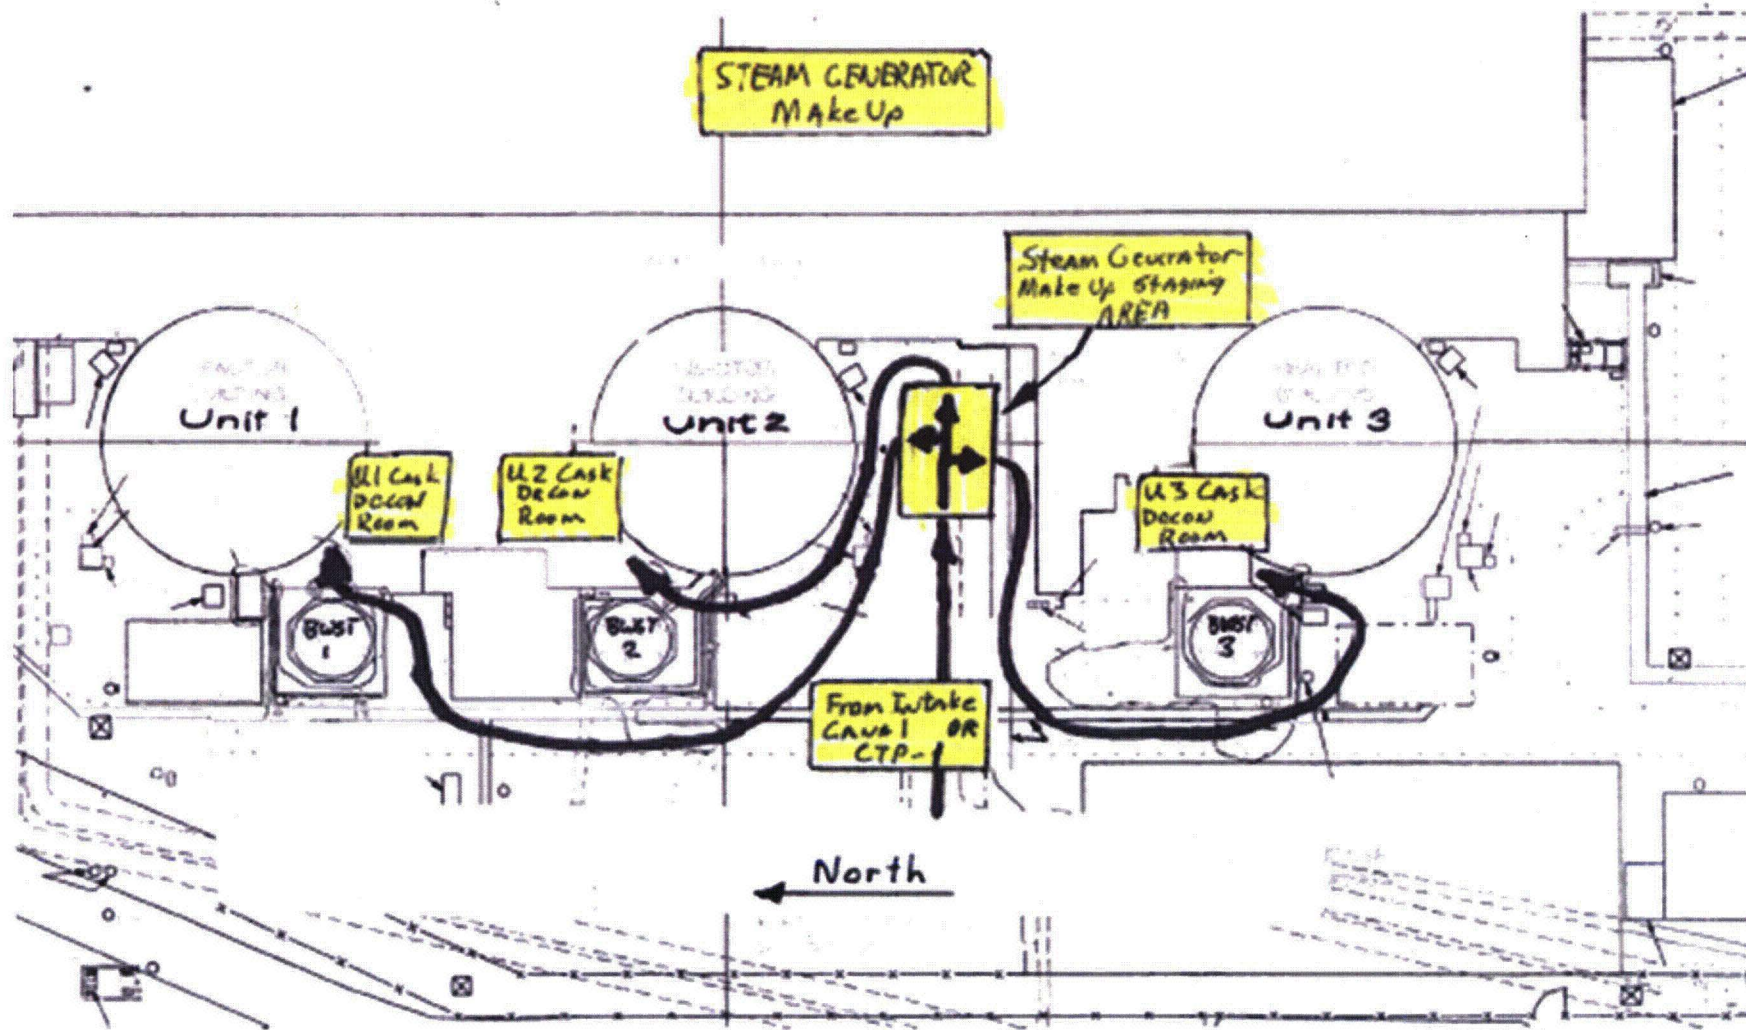 STEAM GENERATOR
Make Up
Steam Generator
Make Up Staging
AREA
Unit 1
Unit 2
Unit 3
U1 Cask
Decon
Room
U2 Cask
Decon
Room
U3 Cask
Decon
Room
BWST
1
BWST
2
BWST
3
From Intake
Canal OR
CTP-1
North